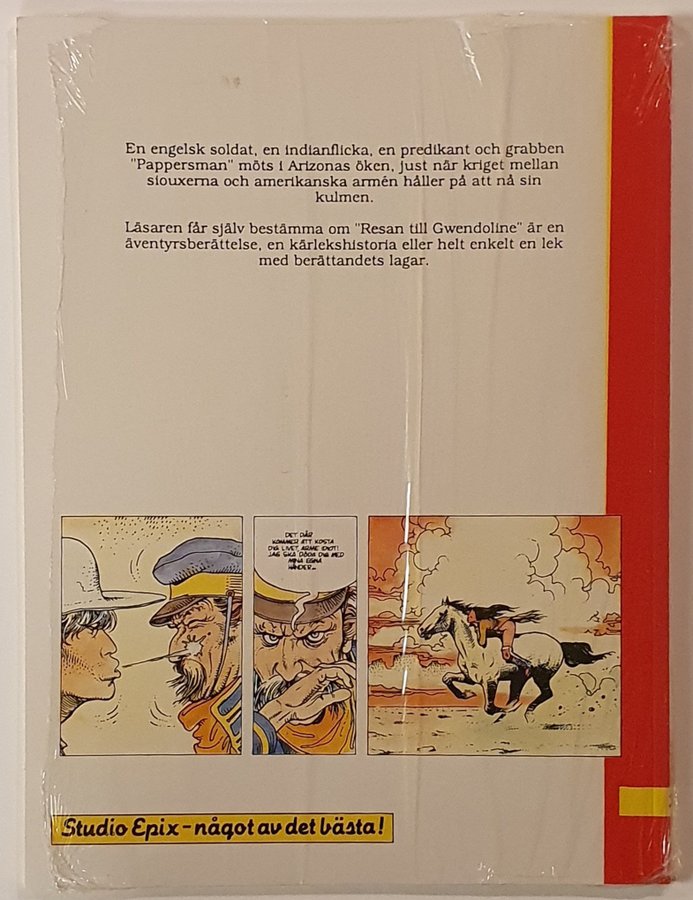 En engelsk soldat, en indianflicka, en predikant och grabben
"Pappersman" möts i Arizonas öken, just när kriget mellan
siouxerna och amerikanska armén håller på att nå sin
kulmen.
Läsaren får själv bestämma om "Resan till Gwendoline" är en
äventyrsberättelse, en kärlekshistoria eller helt enkelt en lek
med berättandets lagar.
DET DÄR
KOMMER ATT KOSTA
DIG LIVET, ARME IDIOT!
JAG SKA DÖDA DIG MED
MINA EGNA
HÄNDER...
Studio Epix - något av det bästa!